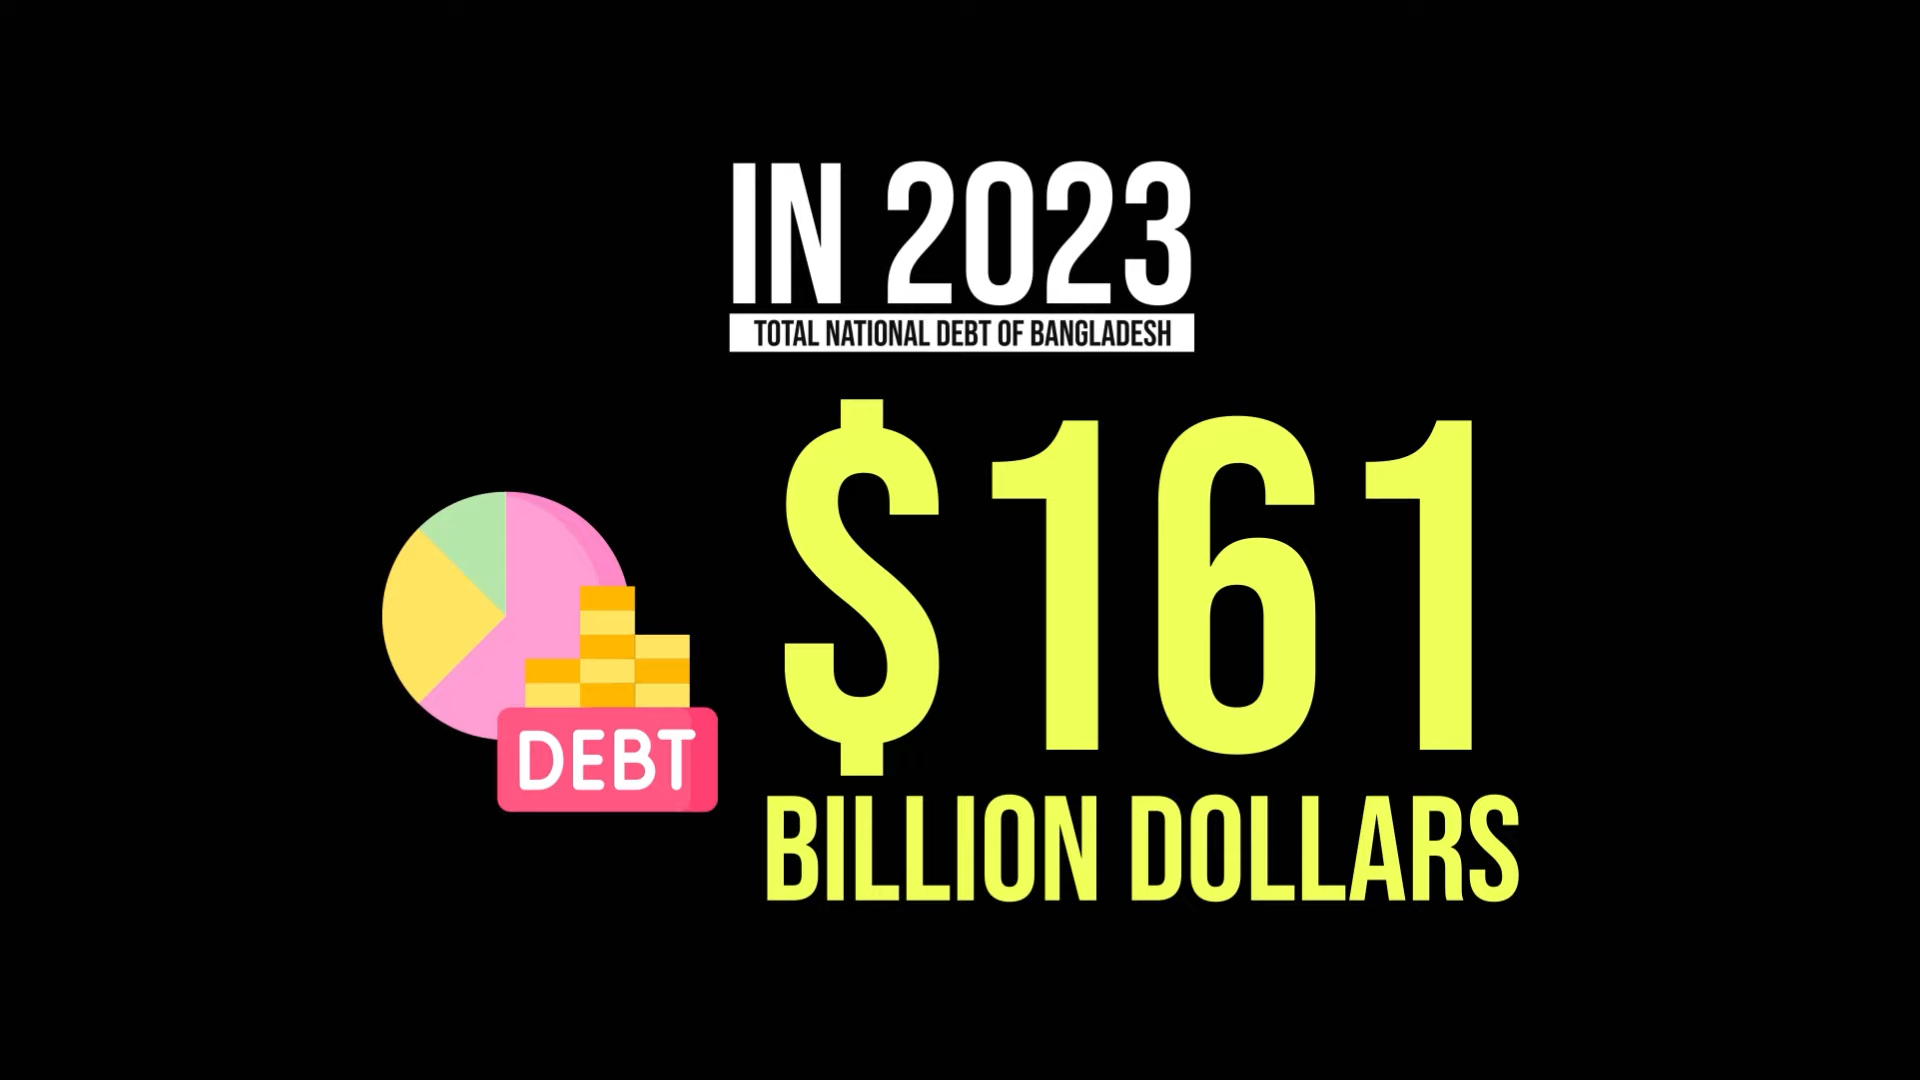 IN 2023
TOTAL NATIONAL DEBT OF BANGLADESH
$161
BILLION DOLLARS
DEBT